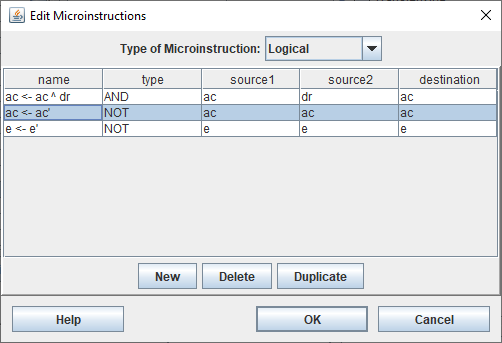 Edit Microinstructions
Type of Microinstruction: Logical
name type source1 source2 destination
ac <- ac ^ dr AND ac dr ac
ac <- ac' NOT ac ac ac
e <- e' NOT e e e
New Delete Duplicate
Help OK Cancel